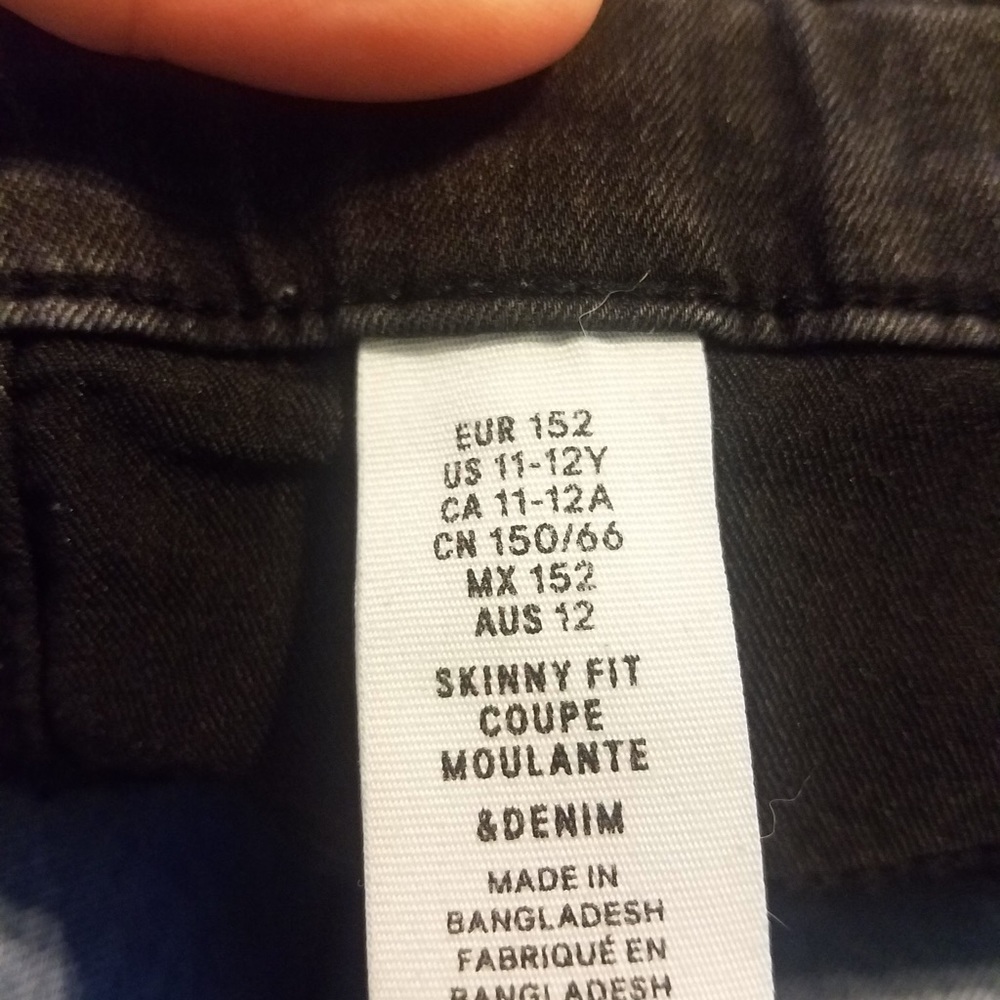 EUR 152
US 11-12Y
CA 11-12A
CN 150/66
MX 152
AUS 12
SKINNY FIT
COUPE
MOULANTE
&DENIM
MADE IN
BANGLADESH
FABRIQUÉ EN
BANGLADESH